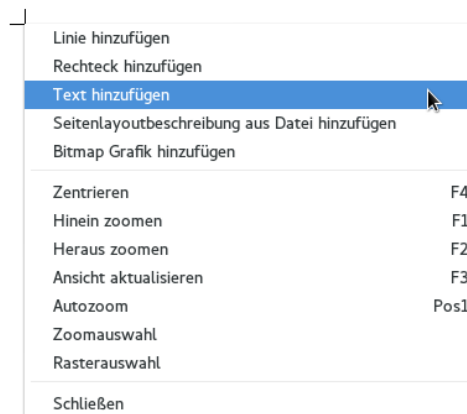 Linie hinzufügen
Rechteck hinzufügen
Text hinzufügen
Seitenlayoutbeschreibung aus Datei hinzufügen
Bitmap Grafik hinzufügen
Zentrieren F4
Hinein zoomen F1
Heraus zoomen F2
Ansicht aktualisieren F3
Autozoom Pos1
Zoomauswahl
Rasterauswahl
Schließen